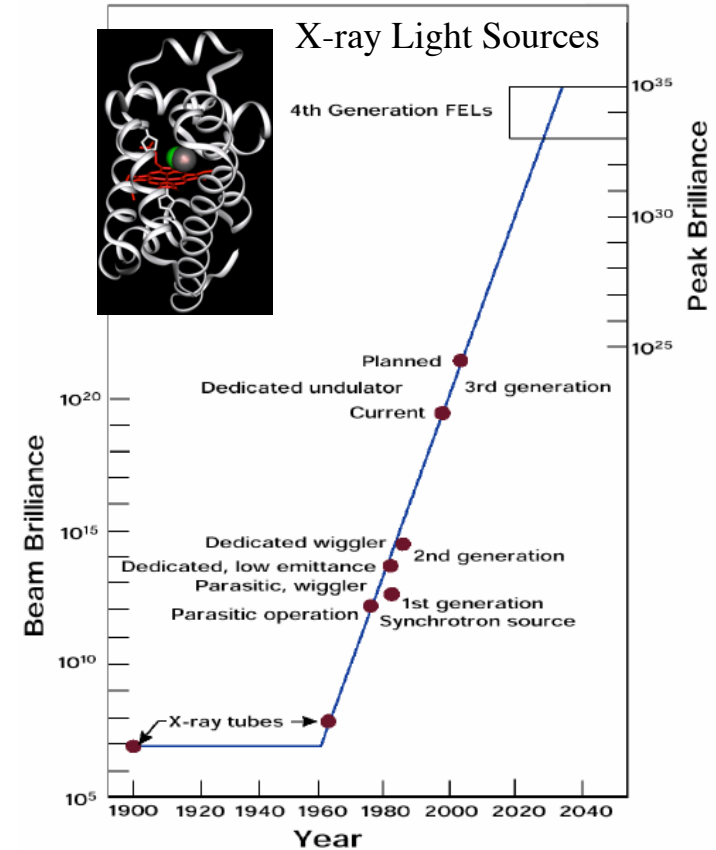 X-ray Light Sources
4th Generation FELs
10³⁵
10³⁰
Peak Brilliance
10²⁵
Planned
Dedicated undulator
3rd generation
Current
10²⁰
Beam Brilliance
10¹⁵
Dedicated wiggler
2nd generation
Dedicated, low emittance
Parasitic, wiggler
1st generation
Parasitic operation
Synchrotron source
10¹⁰
X-ray tubes
10⁵
1900 1920 1940 1960 1980 2000 2020 2040
Year